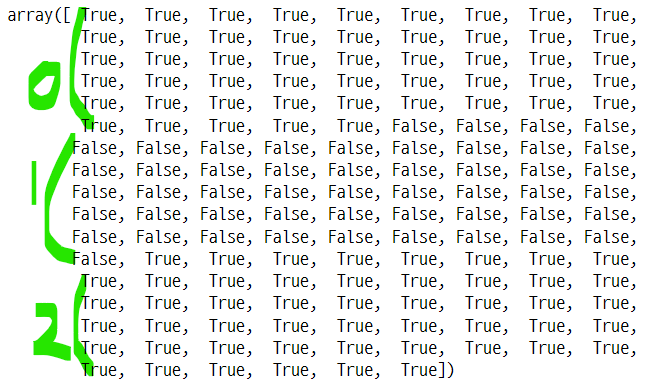 array([ True, True, True, True, True, True, True, True, True,
True, True, True, True, True, True, True, True, True,
True, True, True, True, True, True, True, True, True,
True, True, True, True, True, True, True, True, True,
True, True, True, True, True, True, True, True, True,
True, True, True, True, True, False, False, False, False,
False, False, False, False, False, False, False, False, False,
False, False, False, False, False, False, False, False, False,
False, False, False, False, False, False, False, False, False,
False, False, False, False, False, False, False, False, False,
False, False, False, False, False, False, False, False, False,
False, True, True, True, True, True, True, True, True,
True, True, True, True, True, True, True, True, True,
True, True, True, True, True, True, True, True, True,
True, True, True, True, True, True, True, True, True,
True, True, True, True, True, True, True, True, True,
True, True, True, True, True, True])
0
1
2